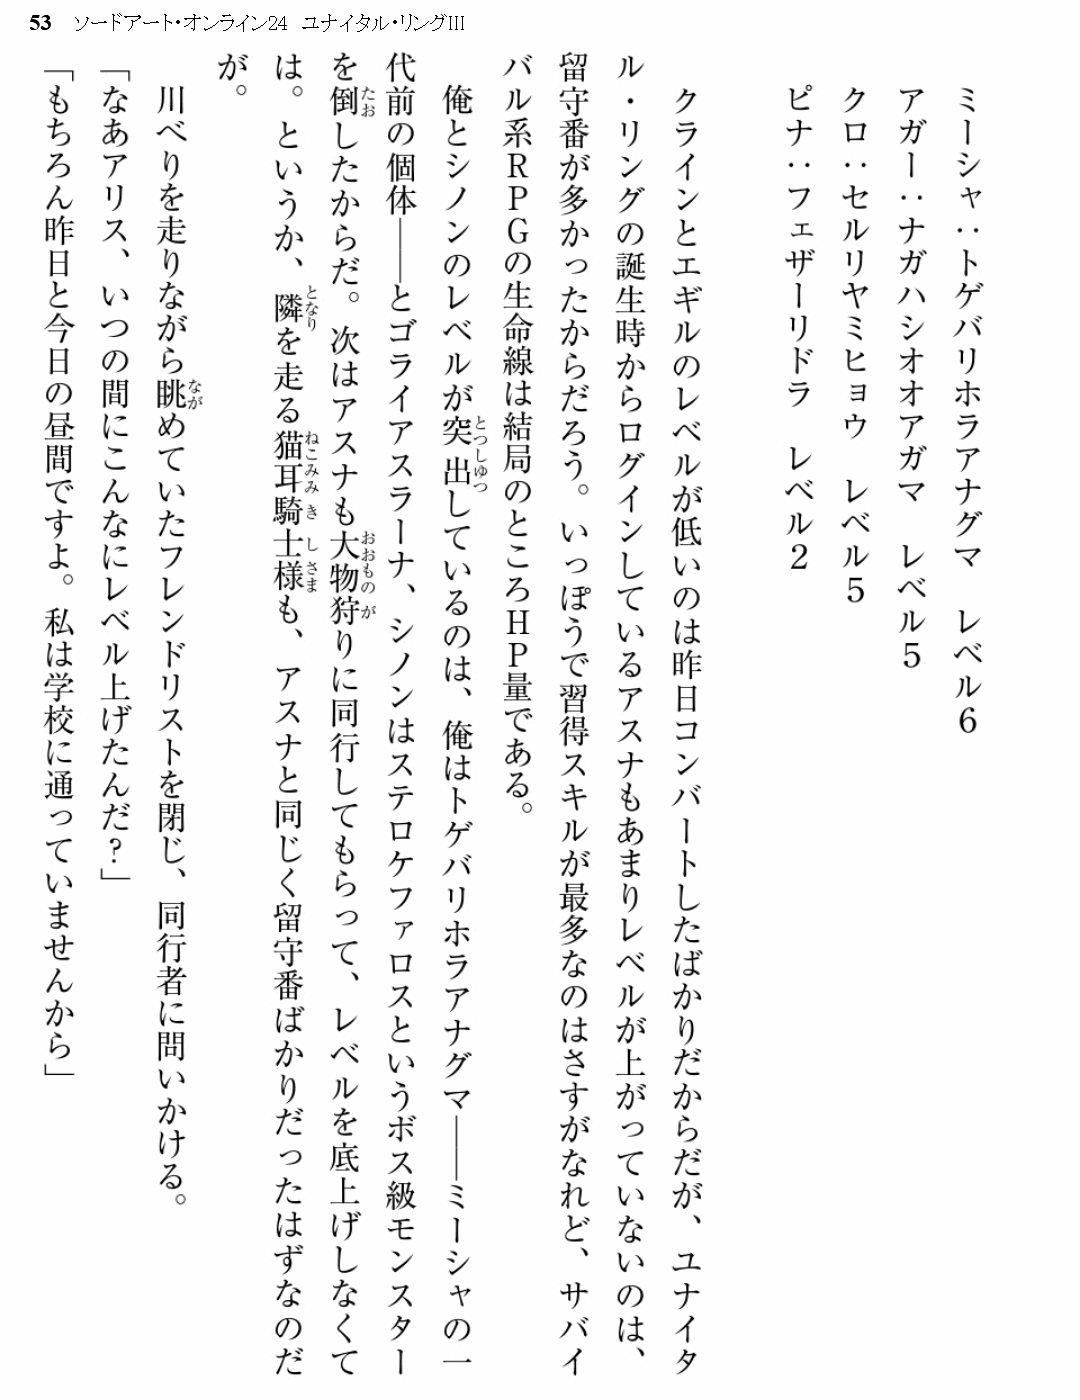 53 ソードアート・オンライン24 ユナイタル・リングIII
ミーシャ：トゲバリホラアナグマ　レベル６
アガー：ナガハシオオアガマ　レベル５
クロ：セルリヤミヒョウ　レベル５
ピナ：フェザーリドラ　レベル２
クラインとエギルのレベルが低いのは昨日コンバートしたばかりだからだが、ユナイタ
ル・リングの誕生時からログインしているアスナもあまりレベルが上がっていないのは、
留守番が多かったからだろう。いっぽうで習得スキルが最多なのはさすがなれど、サバイ
バル系ＲＰＧの生命線は結局のところＨＰ量である。
俺とシノンのレベルが突出しているのは、俺はトゲバリホラアナグマ――ミーシャの一
代前の個体――とゴライアスラーナ、シノンはステロケファロスというボス級モンスター
を倒したからだ。次はアスナも大物狩りに同行してもらって、レベルを底上げしなくて
は。というか、隣を走る猫耳騎士様も、アスナと同じく留守番ばかりだったはずなのだ
が。
川べりを走りながら眺めていたフレンドリストを閉じ、同行者に問いかける。
「なあアリス、いつの間にこんなにレベル上げたんだ？」
「もちろん昨日と今日の昼間ですよ。私は学校に通っていませんから」